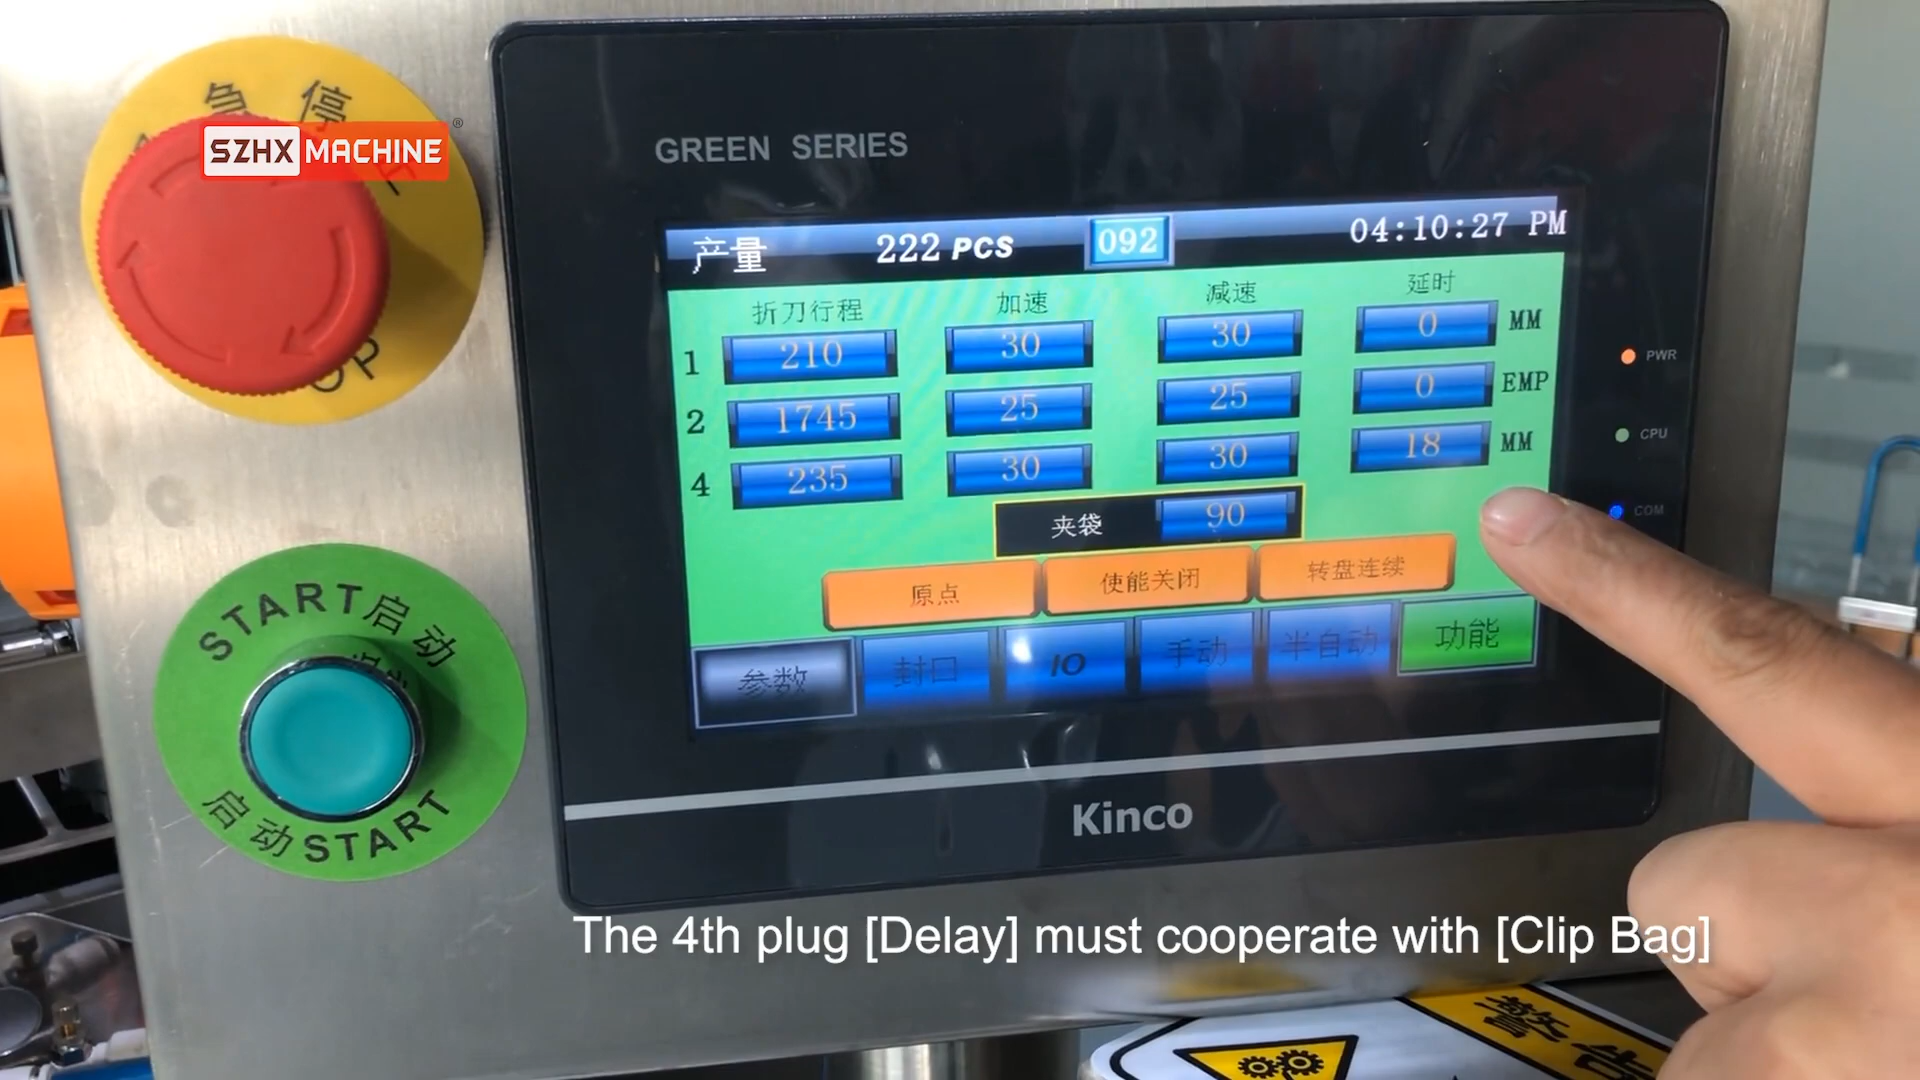 急 停
SZHX MACHINE ®
OP
START启动
启动START
GREEN SERIES
产量 222 PCS 092 04:10:27 PM
折刀行程 加速 减速 延时
1 210 30 30 0 MM
2 1745 25 25 0 EMP
4 235 30 30 18 MM
夹袋 90
原点 使能关闭 转盘连续
参数 封口 IO 手动 半自动 功能
PWR
CPU
COM
Kinco
The 4th plug [Delay] must cooperate with [Clip Bag]
警告